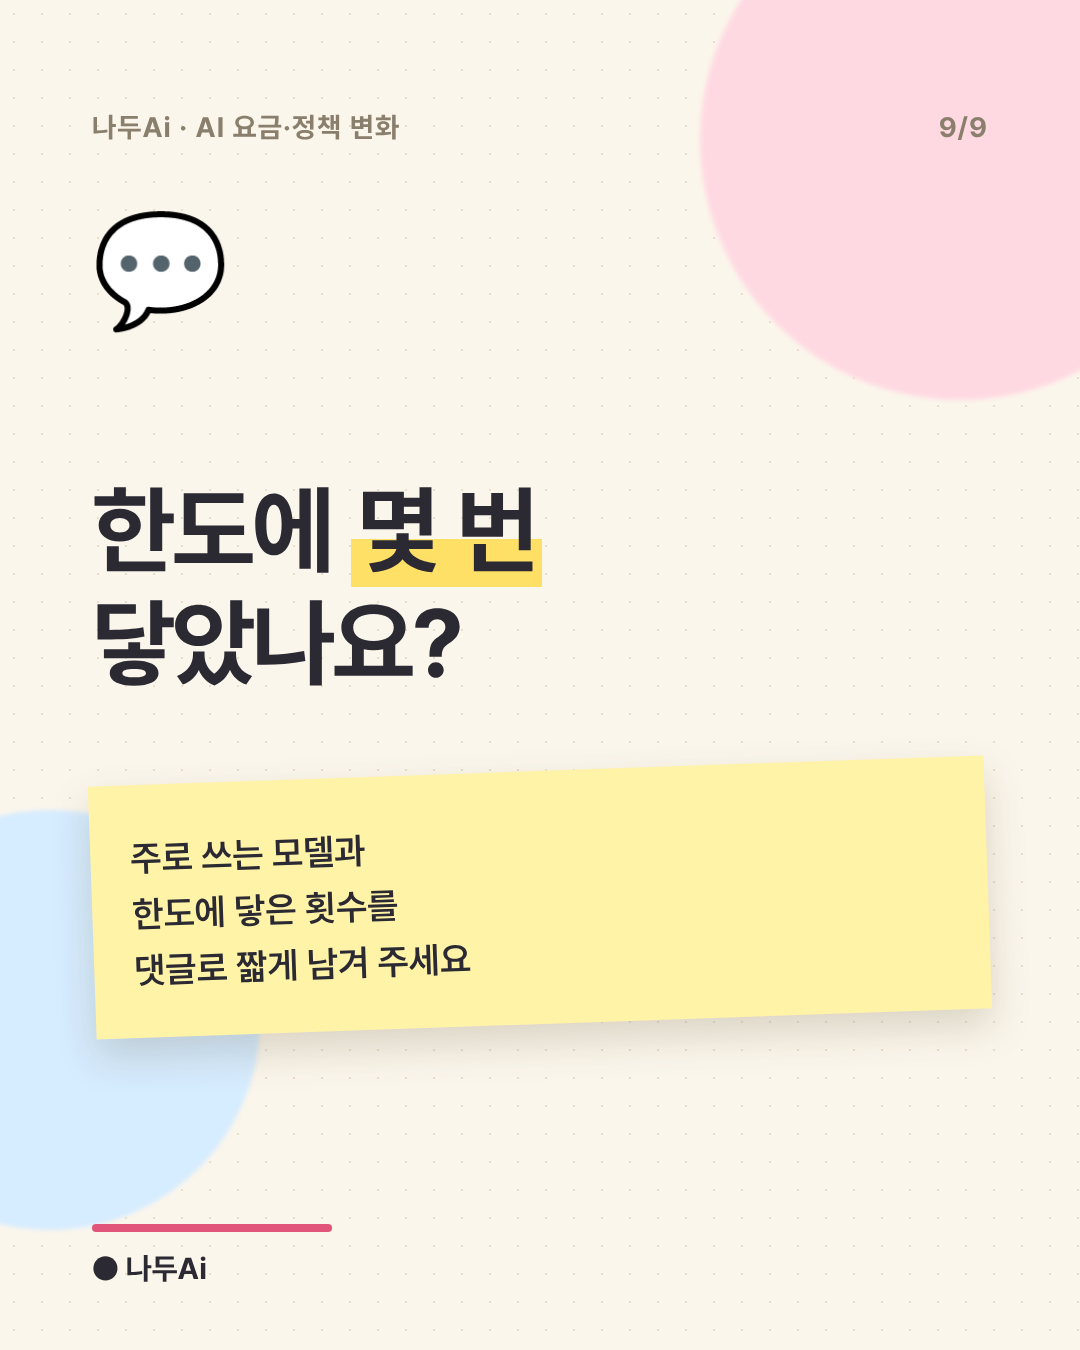 나두Ai · AI 요금·정책 변화
9/9
한도에 몇 번
닿았나요?
주로 쓰는 모델과
한도에 닿은 횟수를
댓글로 짧게 남겨 주세요
나두Ai